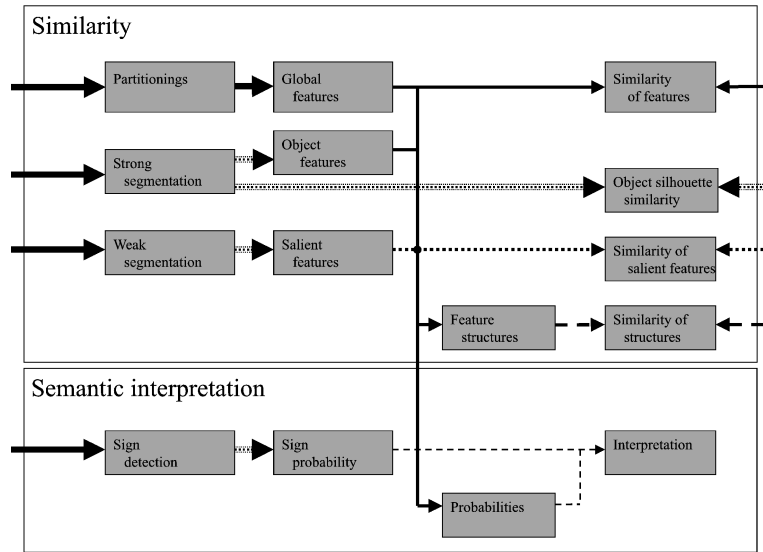 Similarity
Partitionings
Global
features
Similarity
of features
Object
features
Strong
segmentation
Object silhouette
similarity
Weak
segmentation
Salient
features
Similarity of
salient features
Feature
structures
Similarity of
structures
Semantic interpretation
Sign
detection
Sign
probability
Interpretation
Probabilities